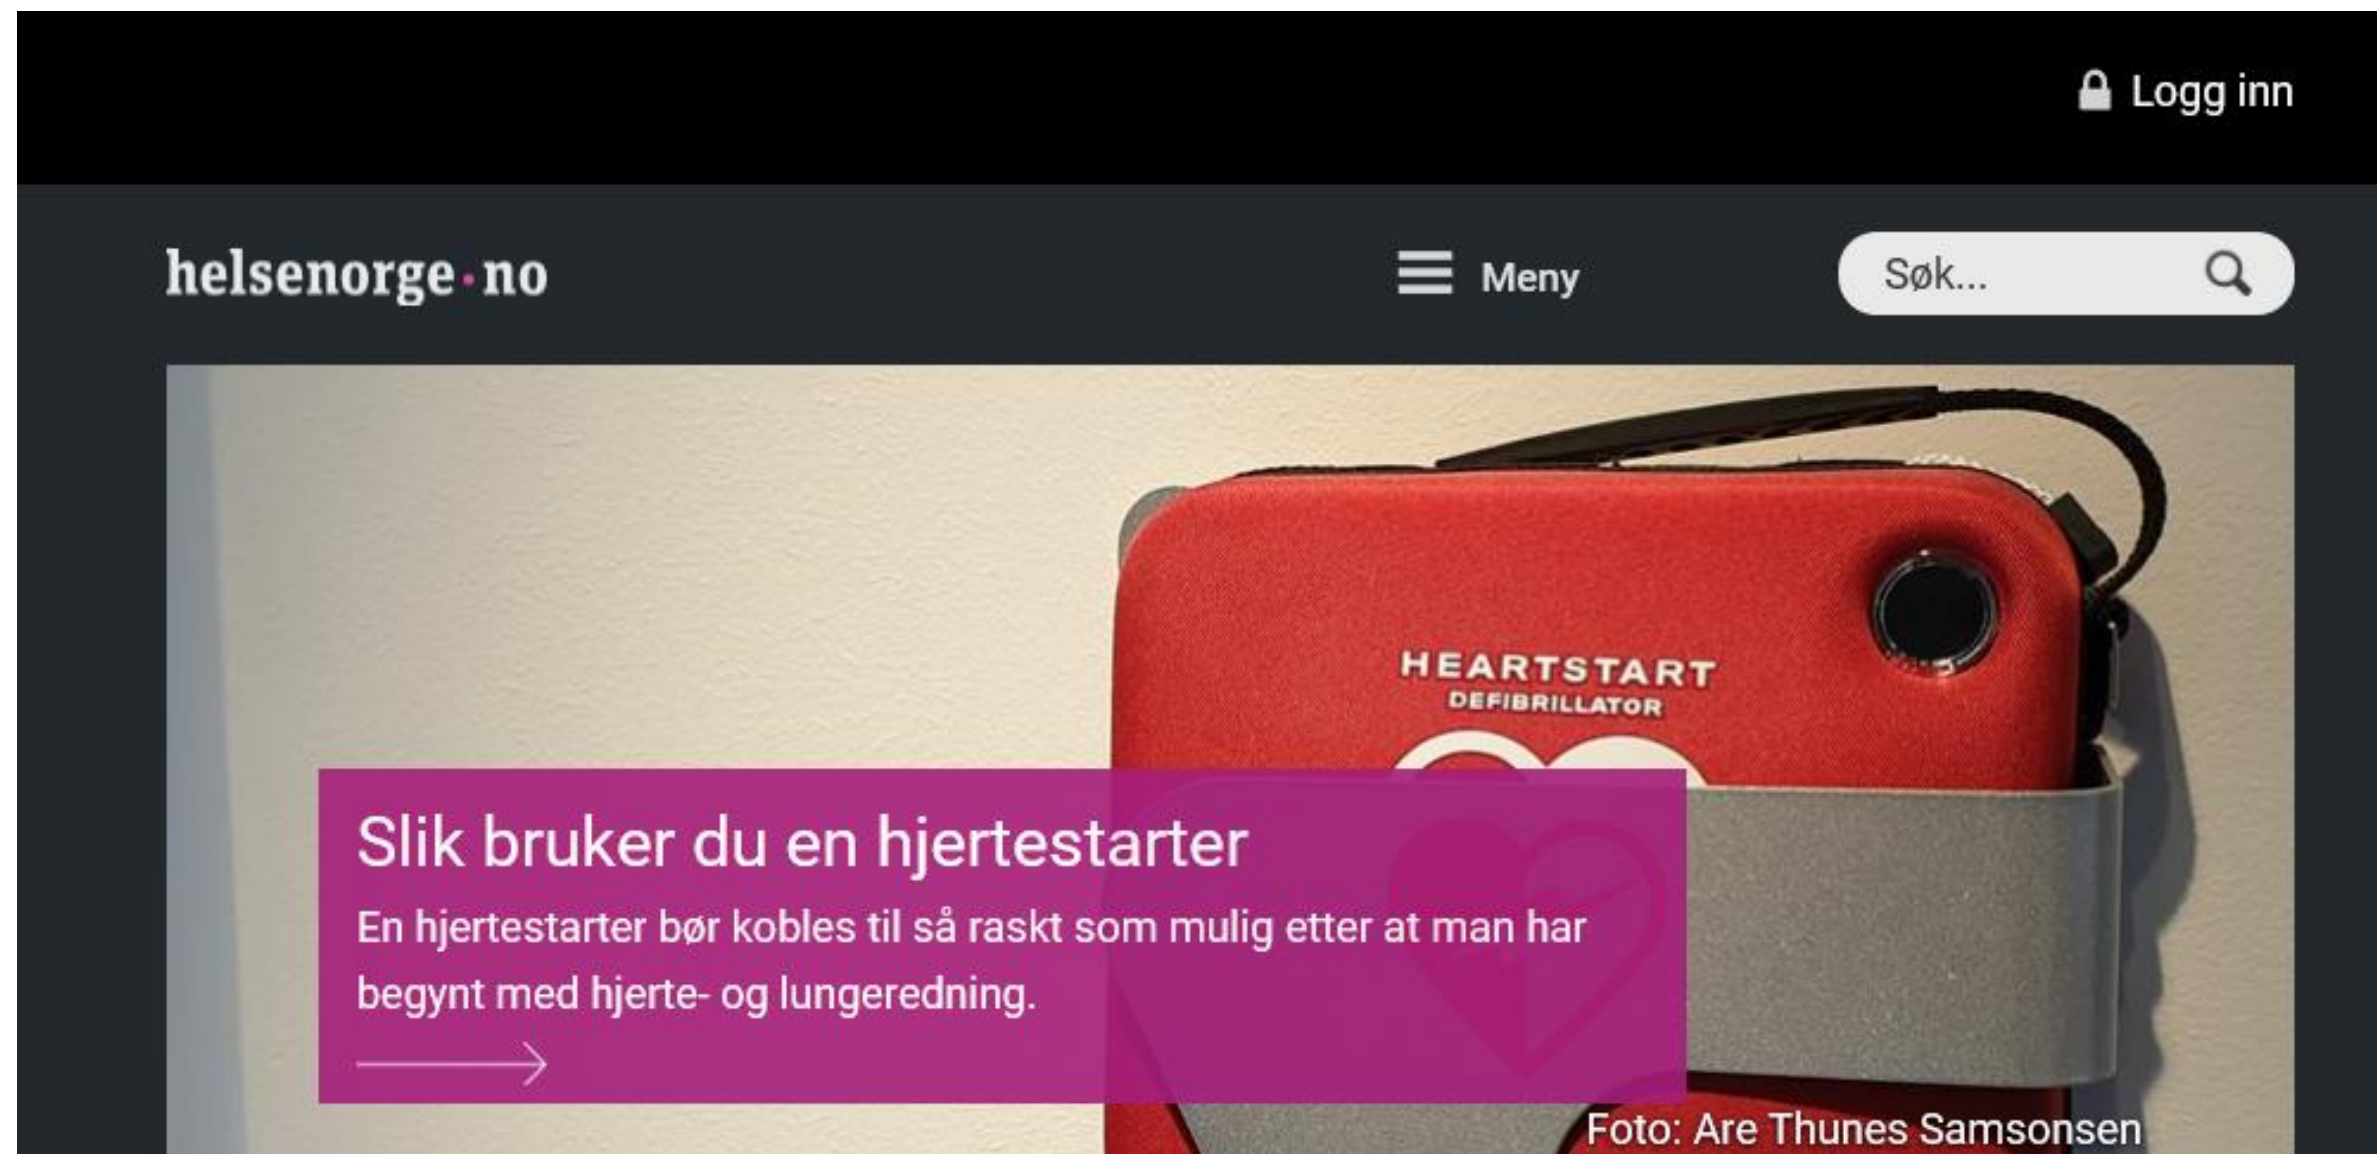 Logg inn
helsenorge.no
Meny
Søk...
HEARTSTART
DEFIBRILLATOR
Slik bruker du en hjertestarter
En hjertestarter bør kobles til så raskt som mulig etter at man har
begynt med hjerte- og lungeredning.
Foto: Are Thunes Samsonsen